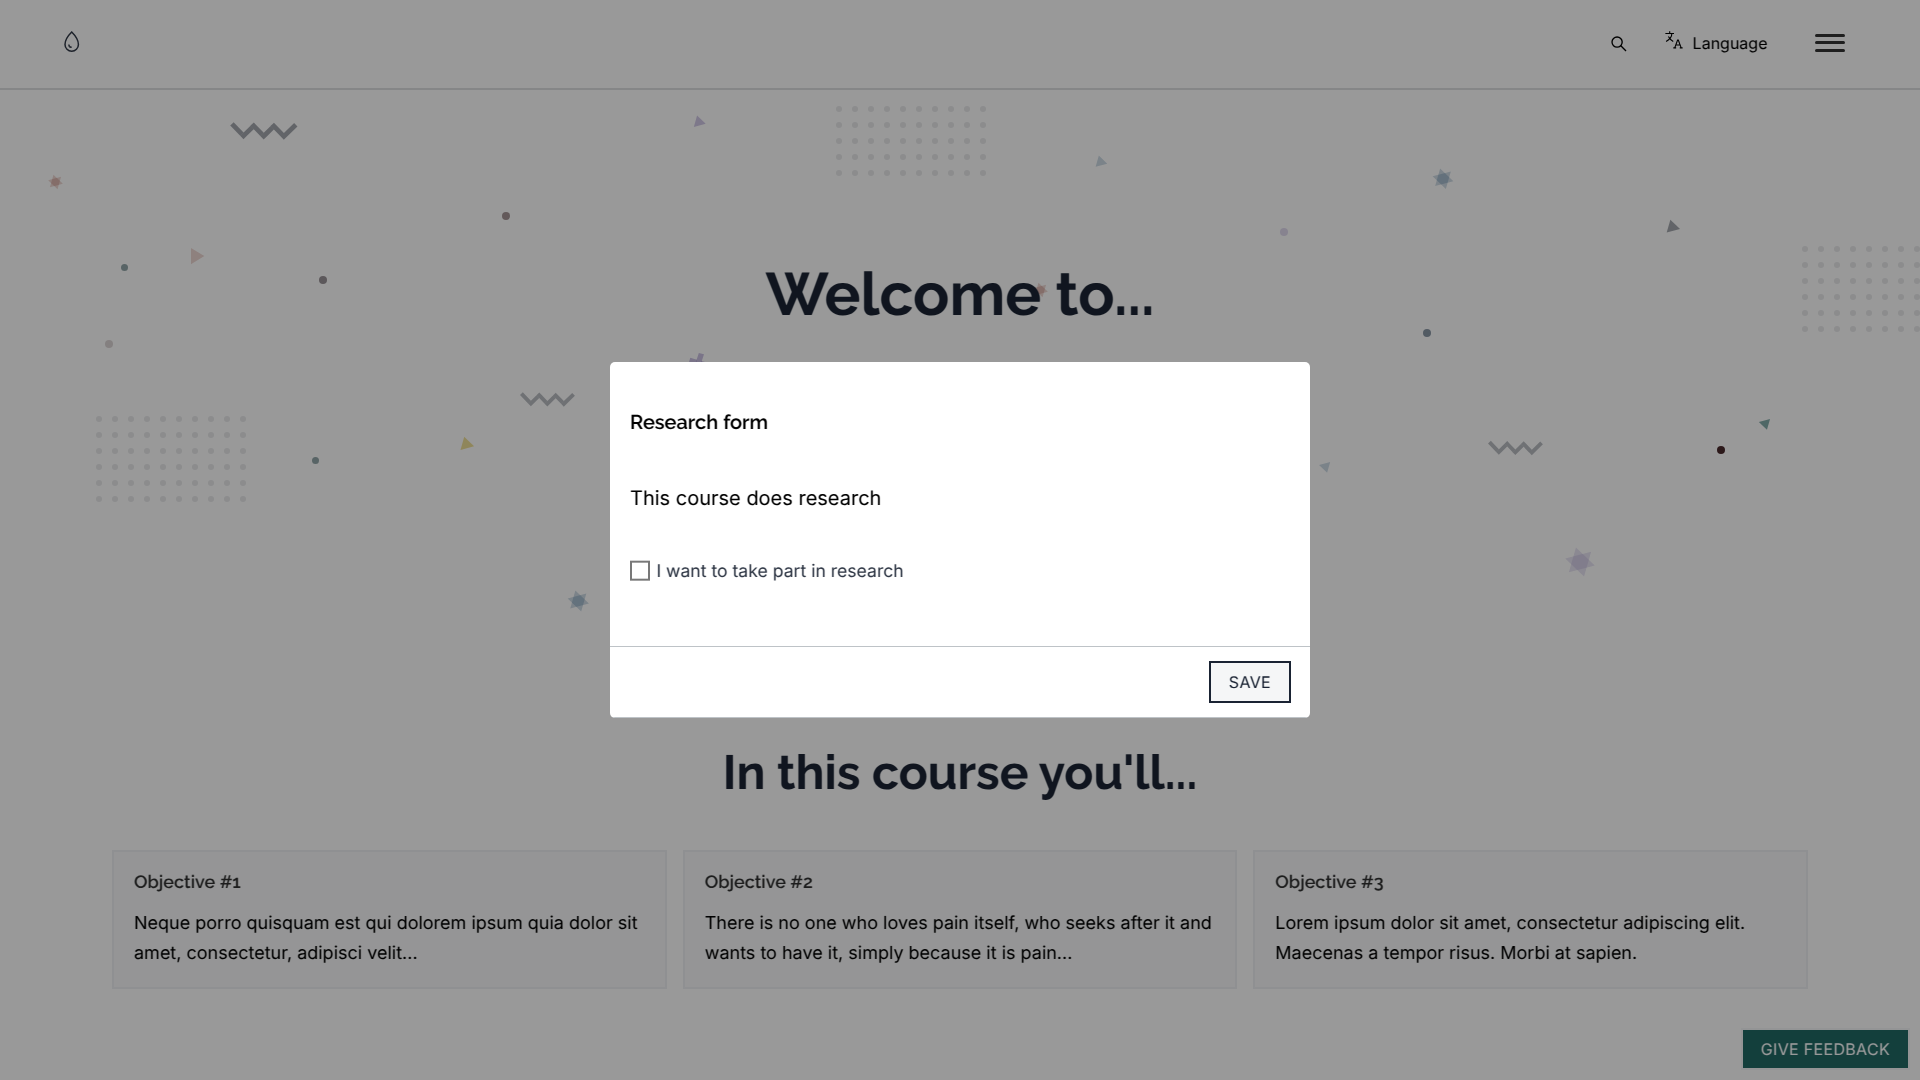 Language
Welcome to...
Research form
This course does research
I want to take part in research
SAVE
In this course you'll...
Objective #1
Neque porro quisquam est qui dolorem ipsum quia dolor sit
amet, consectetur, adipisci velit...
Objective #2
There is no one who loves pain itself, who seeks after it and
wants to have it, simply because it is pain...
Objective #3
Lorem ipsum dolor sit amet, consectetur adipiscing elit.
Maecenas a tempor risus. Morbi at sapien.
GIVE FEEDBACK